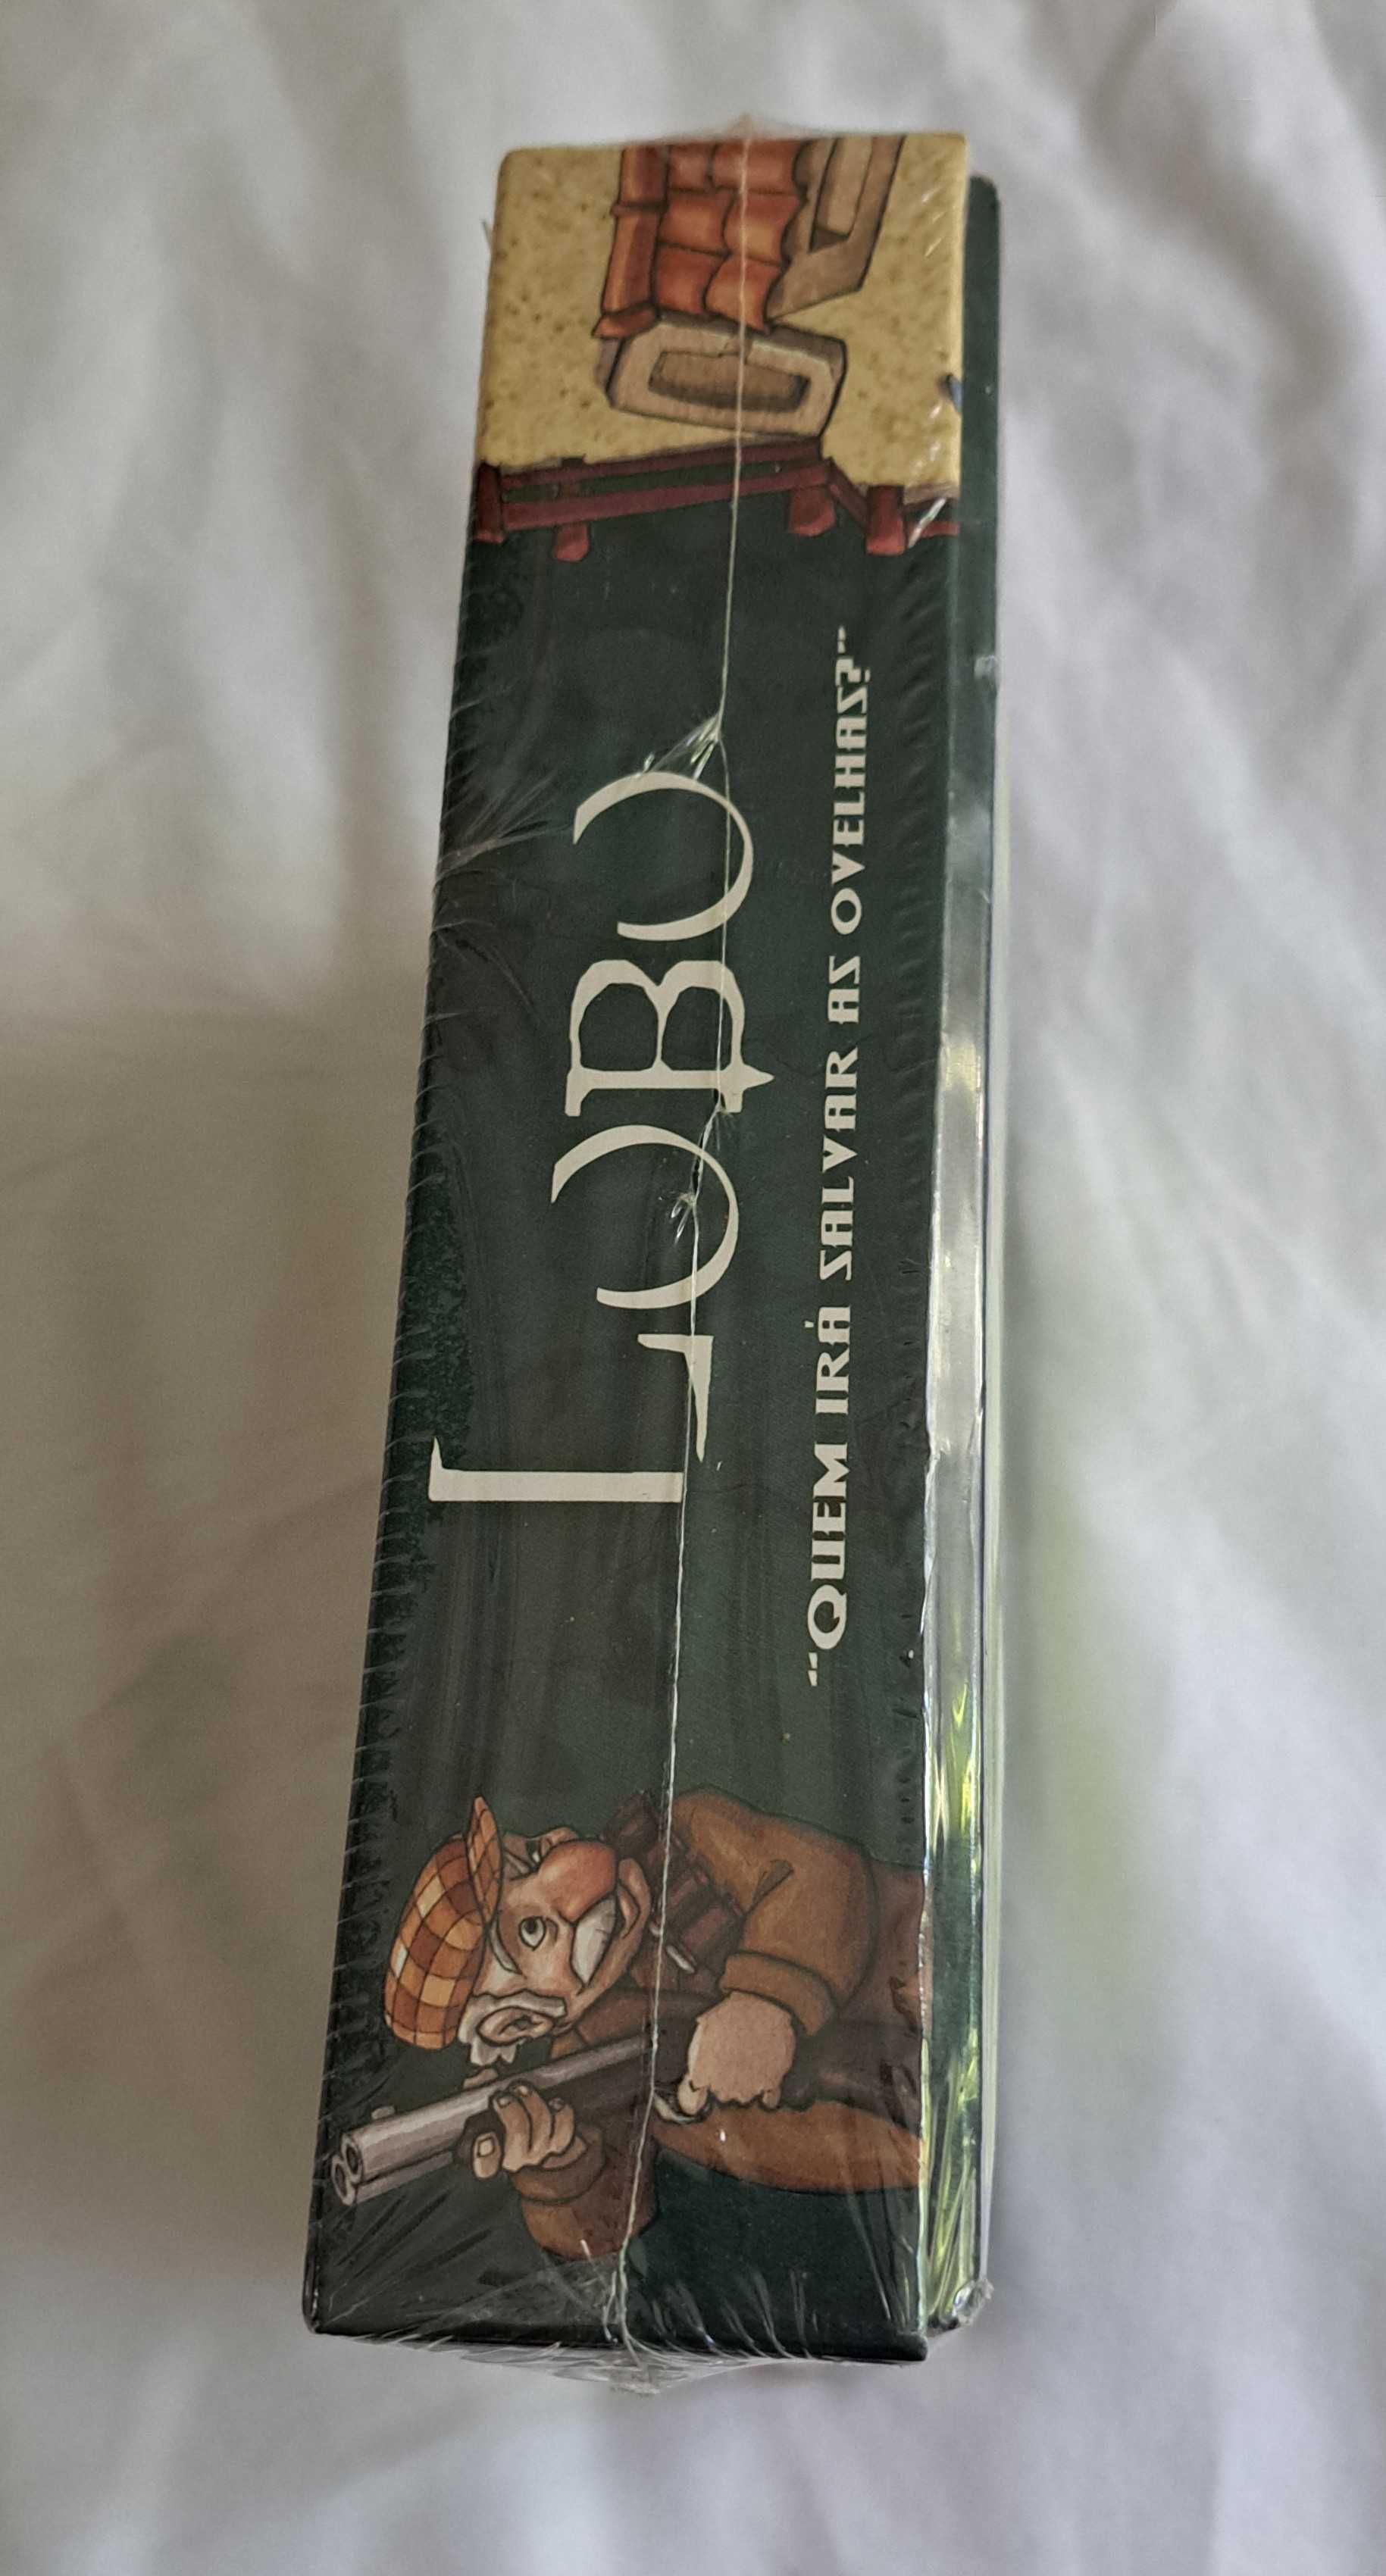 LOBO
"QUEM IRÁ SALVAR AS OVELHAS?"